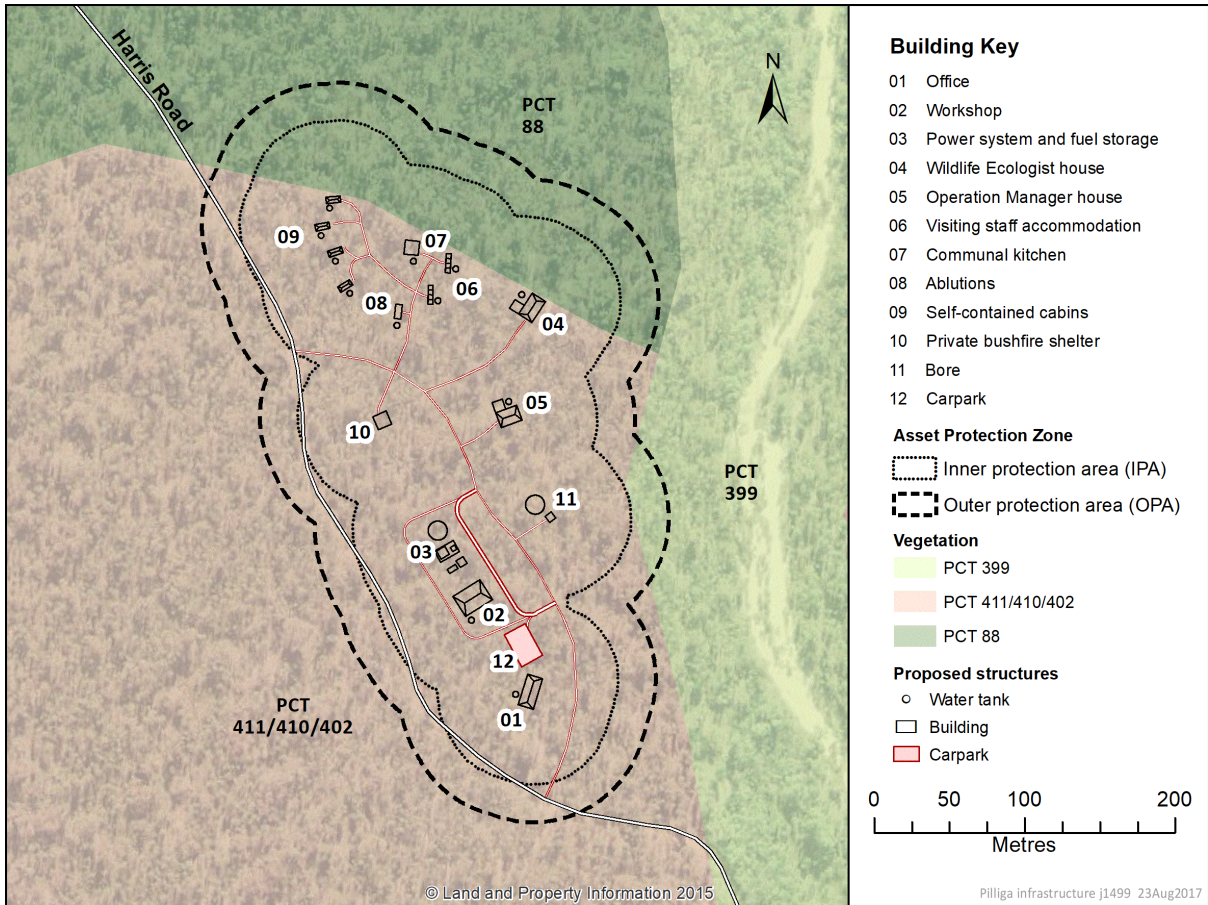 Harris Road
PCT
88
N
09
07
06
08
04
05
10
11
03
02
12
01
PCT
399
PCT
411/410/402
© Land and Property Information 2015
Building Key
01 Office
02 Workshop
03 Power system and fuel storage
04 Wildlife Ecologist house
05 Operation Manager house
06 Visiting staff accommodation
07 Communal kitchen
08 Ablutions
09 Self-contained cabins
10 Private bushfire shelter
11 Bore
12 Carpark
Asset Protection Zone
Inner protection area (IPA)
Outer protection area (OPA)
Vegetation
PCT 399
PCT 411/410/402
PCT 88
Proposed structures
Water tank
Building
Carpark
0 50 100 200
Metres
Pilliga infrastructure j1499 23Aug2017